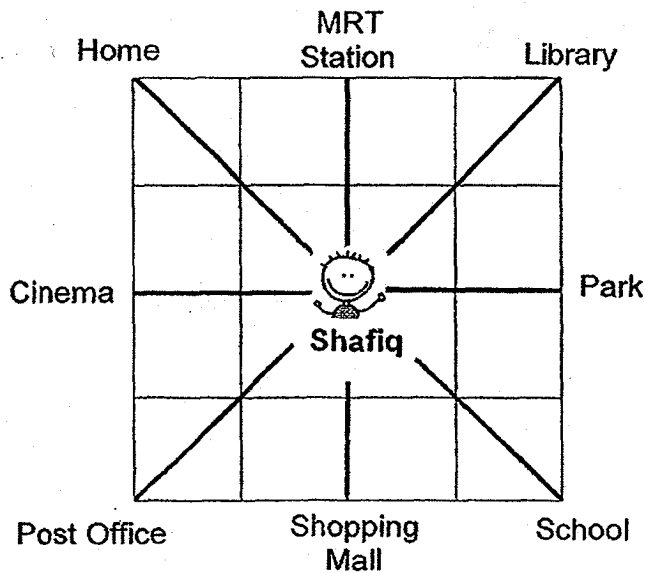 Home
MRT
Station
Library
Cinema
Park
Shafiq
Post Office
Shopping
Mall
School